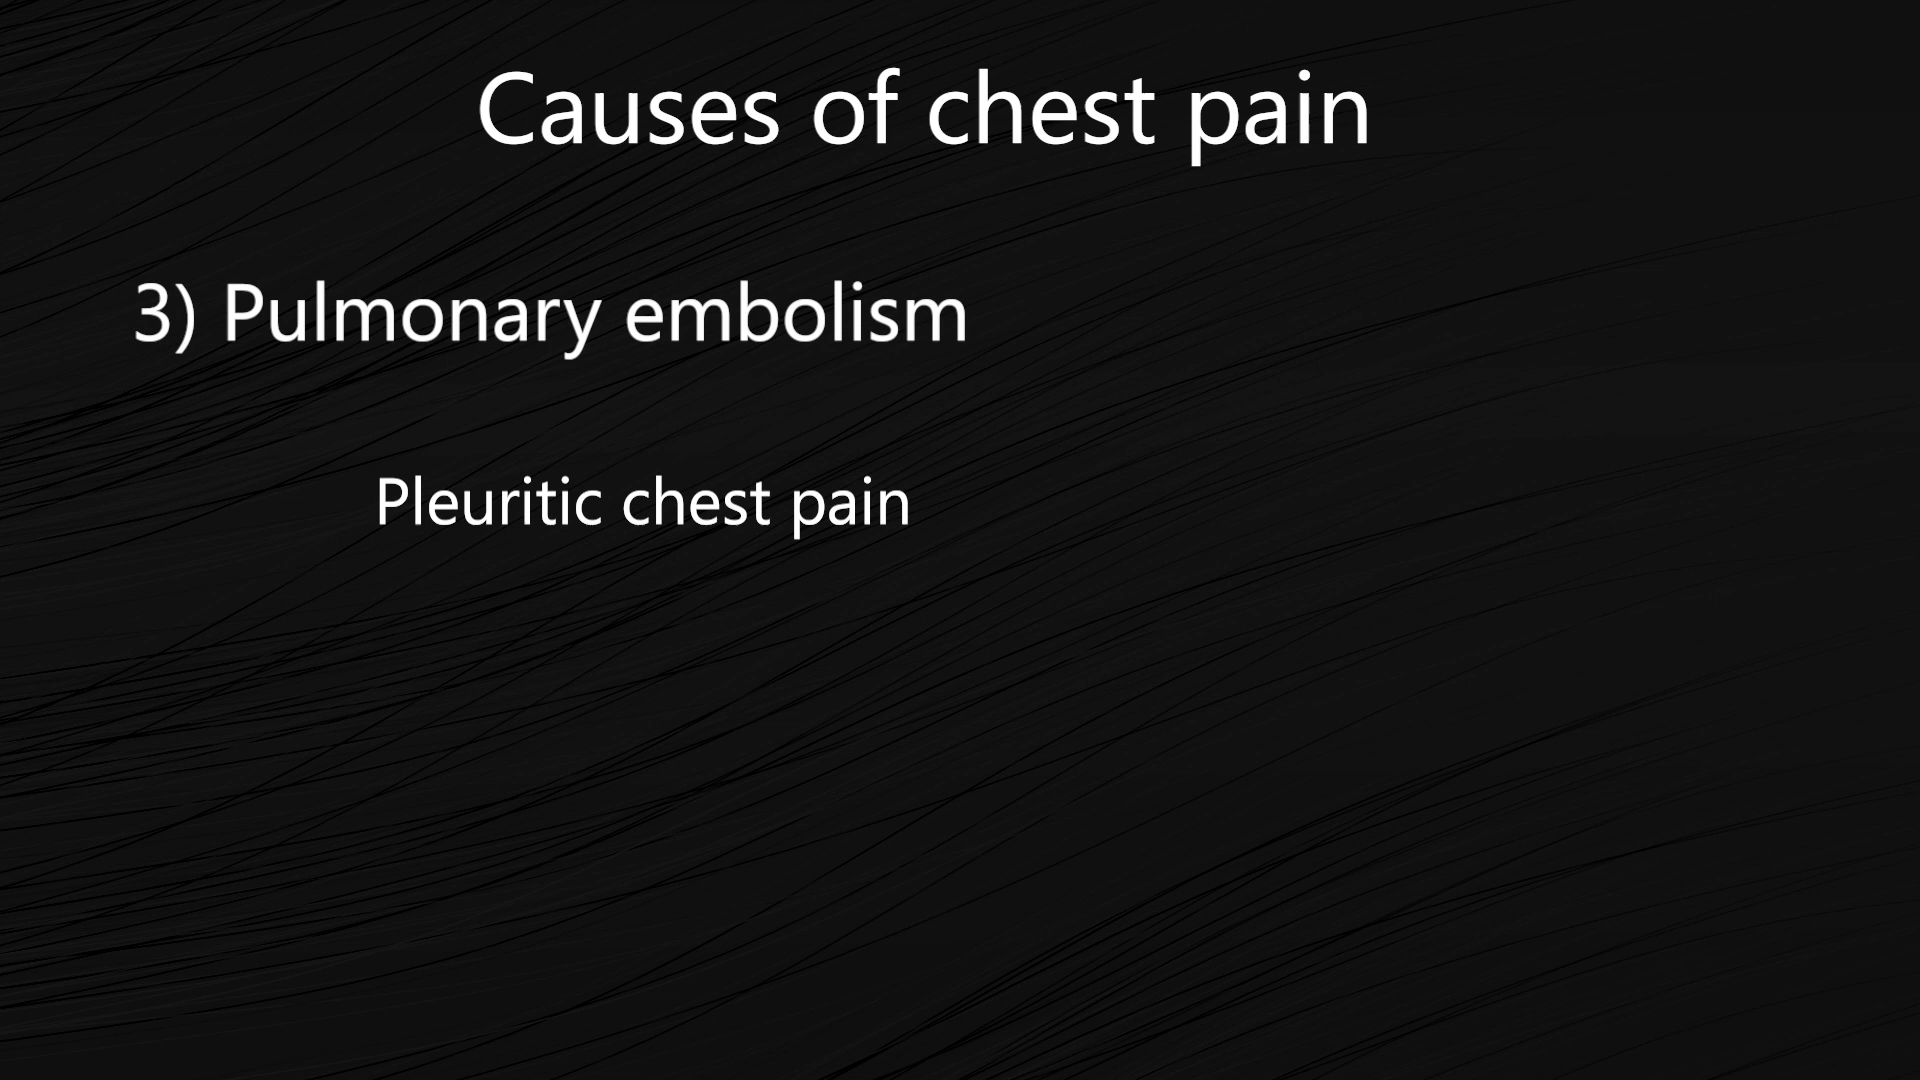 Causes of chest pain
3) Pulmonary embolism
Pleuritic chest pain